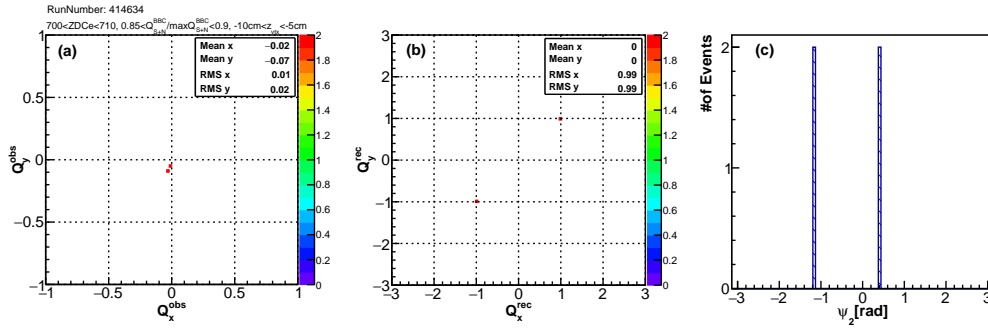 RunNumber: 414634
700<ZDCe<710, 0.85<Q^BBC_S+N/maxQ^BBC_S+N<0.9, -10cm<z_vtx<-5cm
(a)
Mean x −0.02
Mean y −0.07
RMS x 0.01
RMS y 0.02
1
0.5
0
−0.5
−1
Q_y^obs
−1 −0.5 0 0.5 1
Q_x^obs
2
1.8
1.6
1.4
1.2
1
0.8
0.6
0.4
0.2
0
(b)
Mean x 0
Mean y 0
RMS x 0.99
RMS y 0.99
3
2
1
0
−1
−2
−3
Q_y^rec
−3 −2 −1 0 1 2 3
Q_x^rec
2
1.8
1.6
1.4
1.2
1
0.8
0.6
0.4
0.2
0
(c)
#of Events
2
1
0
−3 −2 −1 0 1 2 3
ψ_2[rad]